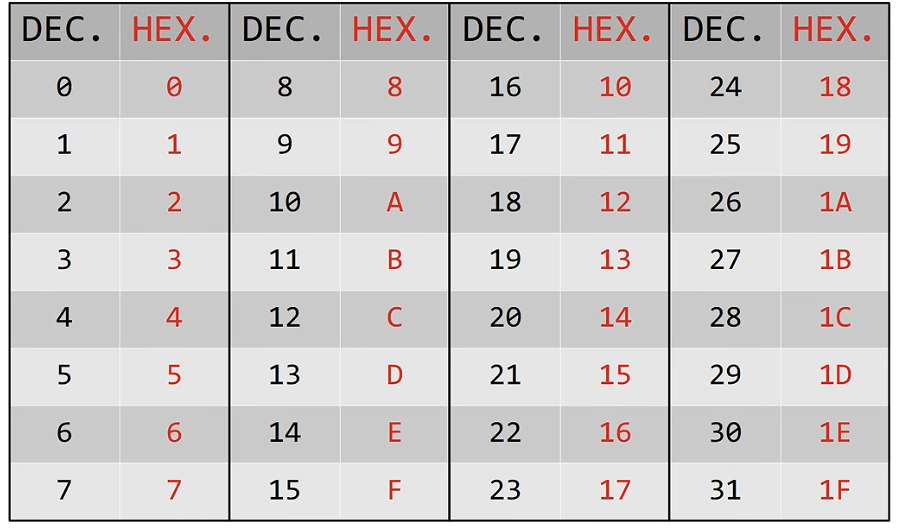 DEC. HEX. DEC. HEX. DEC. HEX. DEC. HEX.
0 0 8 8 16 10 24 18
1 1 9 9 17 11 25 19
2 2 10 A 18 12 26 1A
3 3 11 B 19 13 27 1B
4 4 12 C 20 14 28 1C
5 5 13 D 21 15 29 1D
6 6 14 E 22 16 30 1E
7 7 15 F 23 17 31 1F